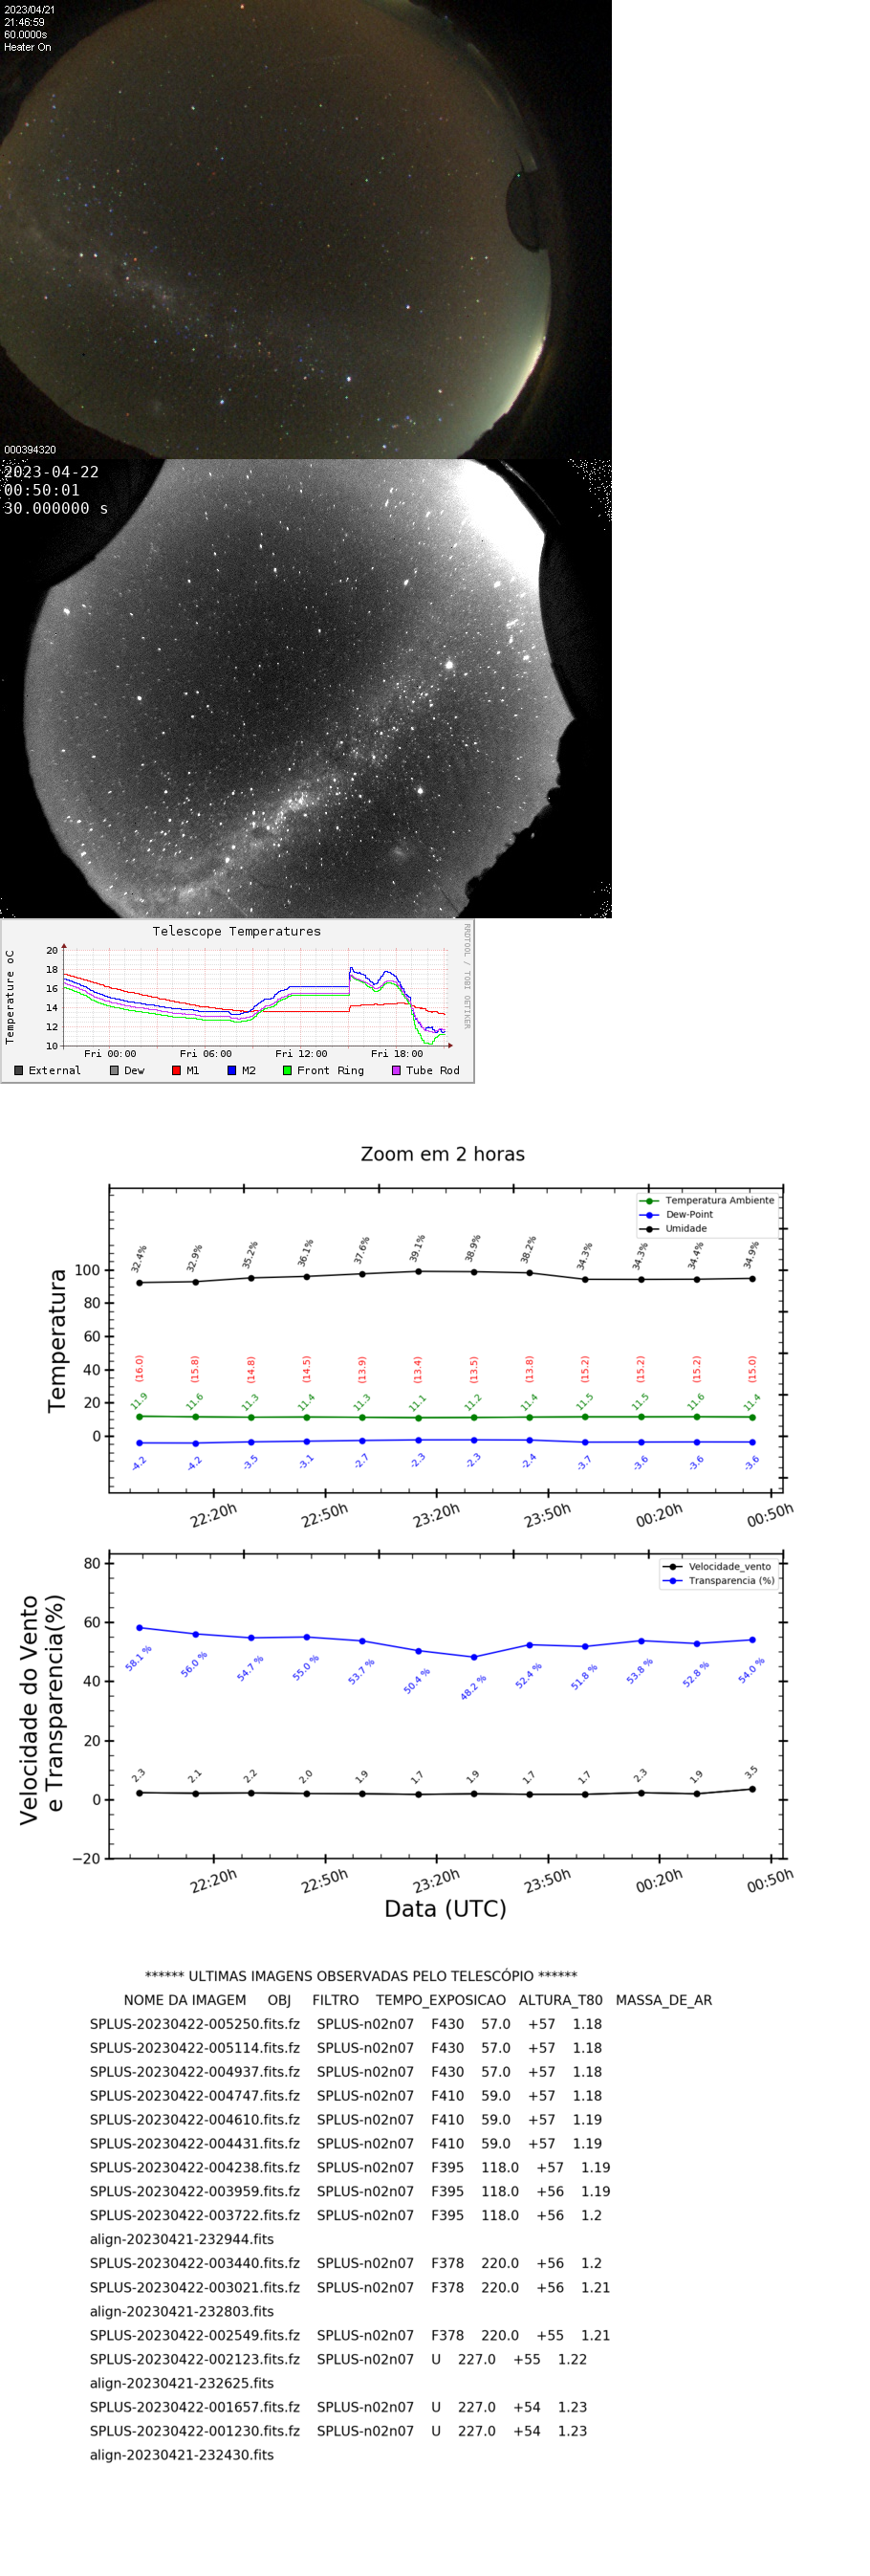 2023/04/21
21:46:59
60.0000s
Heater On
000394320
2023-04-22
00:50:01
30.000000 s
Telescope Temperatures
RRDTOOL / TOBI OETIKER
Temperature oC
20
18
16
14
12
10
Fri 00:00 Fri 06:00 Fri 12:00 Fri 18:00
External Dew M1 M2 Front Ring Tube Rod
Zoom em 2 horas
Temperatura Ambiente
Dew-Point
Umidade
Temperatura
100
80
60
40
20
0
32.4% 32.9% 35.2% 36.1% 37.6% 39.1% 38.9% 38.2% 34.3% 34.3% 34.4% 34.9%
(16.0) (15.8) (14.8) (14.5) (13.9) (13.4) (13.5) (13.8) (15.2) (15.2) (15.2) (15.0)
11.9 11.6 11.3 11.4 11.3 11.1 11.2 11.4 11.5 11.5 11.6 11.4
-4.2 -4.2 -3.5 -3.1 -2.7 -2.3 -2.3 -2.4 -3.7 -3.6 -3.6 -3.6
22:20h 22:50h 23:20h 23:50h 00:20h 00:50h
Velocidade_vento
Transparencia (%)
Velocidade do Vento
e Transparencia(%)
80
60
40
20
0
−20
58.1 % 56.0 % 54.7 % 55.0 % 53.7 % 50.4 % 48.2 % 52.4 % 51.8 % 53.8 % 52.8 % 54.0 %
2.3 2.1 2.2 2.0 1.9 1.7 1.9 1.7 1.7 2.3 1.9 3.5
22:20h 22:50h 23:20h 23:50h 00:20h 00:50h
Data (UTC)
****** ULTIMAS IMAGENS OBSERVADAS PELO TELESCÓPIO ******
NOME DA IMAGEM OBJ FILTRO TEMPO_EXPOSICAO ALTURA_T80 MASSA_DE_AR
SPLUS-20230422-005250.fits.fz SPLUS-n02n07 F430 57.0 +57 1.18
SPLUS-20230422-005114.fits.fz SPLUS-n02n07 F430 57.0 +57 1.18
SPLUS-20230422-004937.fits.fz SPLUS-n02n07 F430 57.0 +57 1.18
SPLUS-20230422-004747.fits.fz SPLUS-n02n07 F410 59.0 +57 1.18
SPLUS-20230422-004610.fits.fz SPLUS-n02n07 F410 59.0 +57 1.19
SPLUS-20230422-004431.fits.fz SPLUS-n02n07 F410 59.0 +57 1.19
SPLUS-20230422-004238.fits.fz SPLUS-n02n07 F395 118.0 +57 1.19
SPLUS-20230422-003959.fits.fz SPLUS-n02n07 F395 118.0 +56 1.19
SPLUS-20230422-003722.fits.fz SPLUS-n02n07 F395 118.0 +56 1.2
align-20230421-232944.fits
SPLUS-20230422-003440.fits.fz SPLUS-n02n07 F378 220.0 +56 1.2
SPLUS-20230422-003021.fits.fz SPLUS-n02n07 F378 220.0 +56 1.21
align-20230421-232803.fits
SPLUS-20230422-002549.fits.fz SPLUS-n02n07 F378 220.0 +55 1.21
SPLUS-20230422-002123.fits.fz SPLUS-n02n07 U 227.0 +55 1.22
align-20230421-232625.fits
SPLUS-20230422-001657.fits.fz SPLUS-n02n07 U 227.0 +54 1.23
SPLUS-20230422-001230.fits.fz SPLUS-n02n07 U 227.0 +54 1.23
align-20230421-232430.fits